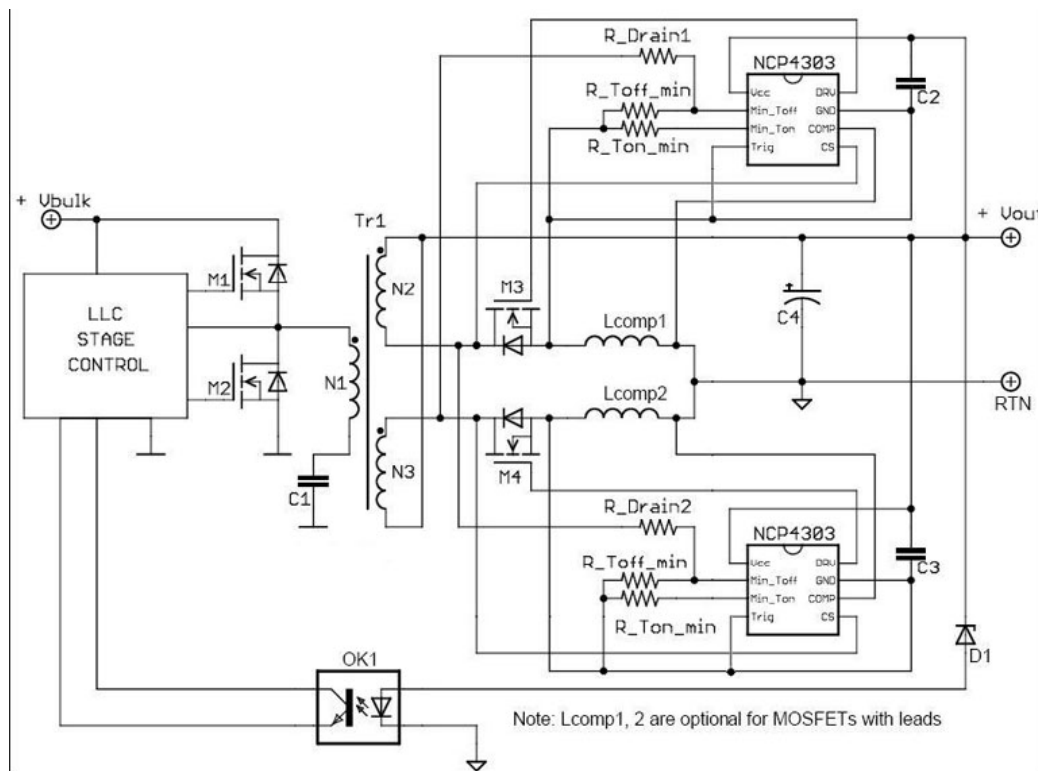 R_Drain1
NCP4303
R_Toff_min
Vcc
DRV
C2
Min_Toff
GND
Min_Ton
COMP
R_Ton_min
Trig
CS
+ Vbulk
Tr1
+ Vout
M1
N2
M3
LLC
STAGE
CONTROL
Lcomp1
C4
M2
N1
Lcomp2
RTN
C1
N3
M4
R_Drain2
NCP4303
R_Toff_min
Vcc
DRV
C3
Min_Toff
GND
Min_Ton
COMP
R_Ton_min
Trig
CS
D1
OK1
Note: Lcomp1, 2 are optional for MOSFETs with leads